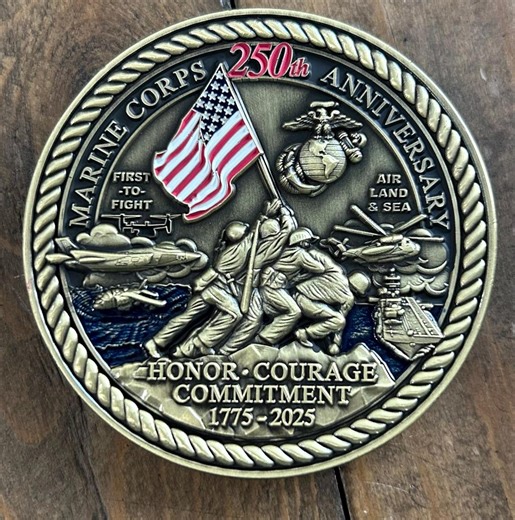 MARINE CORPS 250th ANNIVERSARY
FIRST
-TO-
FIGHT
AIR
LAND
& SEA
HONOR · COURAGE
COMMITMENT
1775-2025